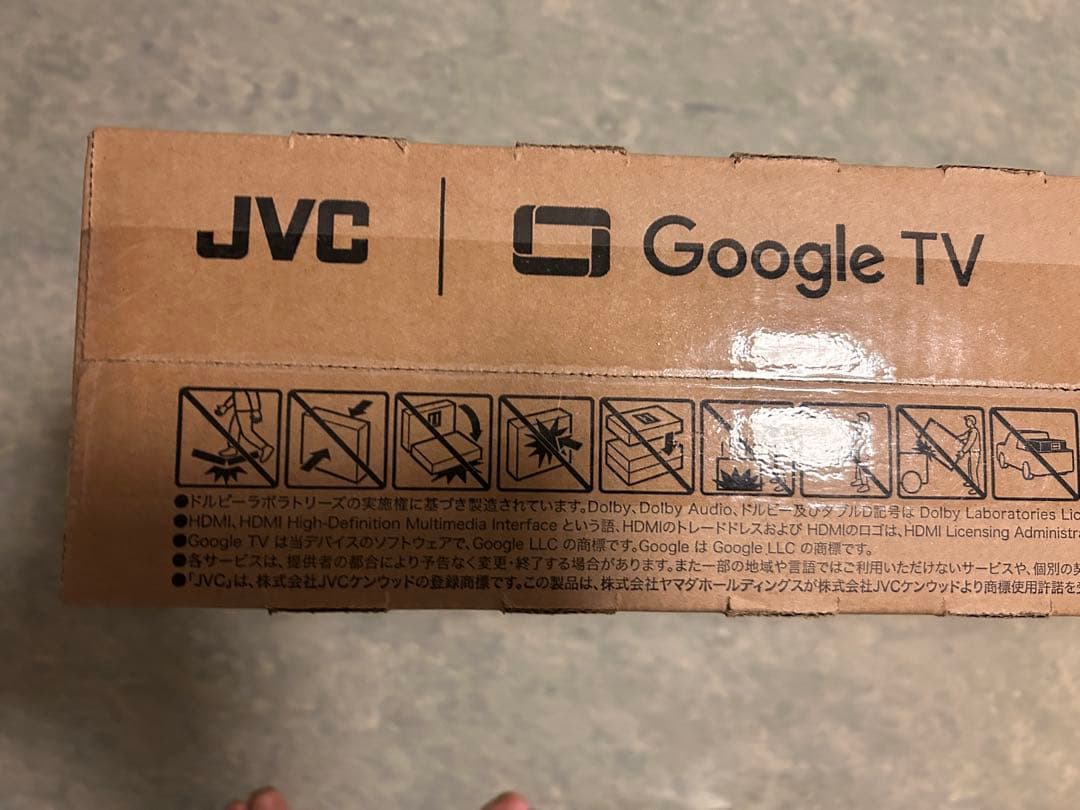 JVC | Google TV
●ドルビーラボラトリーズの実施権に基づき製造されています。Dolby、Dolby Audio、ドルビー及びダブルD記号は Dolby Laboratories Lic
●HDMI、HDMI High-Definition Multimedia Interface という語、HDMIのトレードドレスおよび HDMIのロゴは、HDMI Licensing Administra
●Google TV は当デバイスのソフトウェアで、Google LLC の商標です。Google は Google LLC の商標です。
●各サービスは、提供者の都合により予告なく変更・終了する場合があります。また一部の地域や言語ではご利用いただけないサービスや、個別の契
●「JVC」は、株式会社JVCケンウッドの登録商標です。この製品は、株式会社ヤマダホールディングスが株式会社JVCケンウッドより商標使用許諾を受